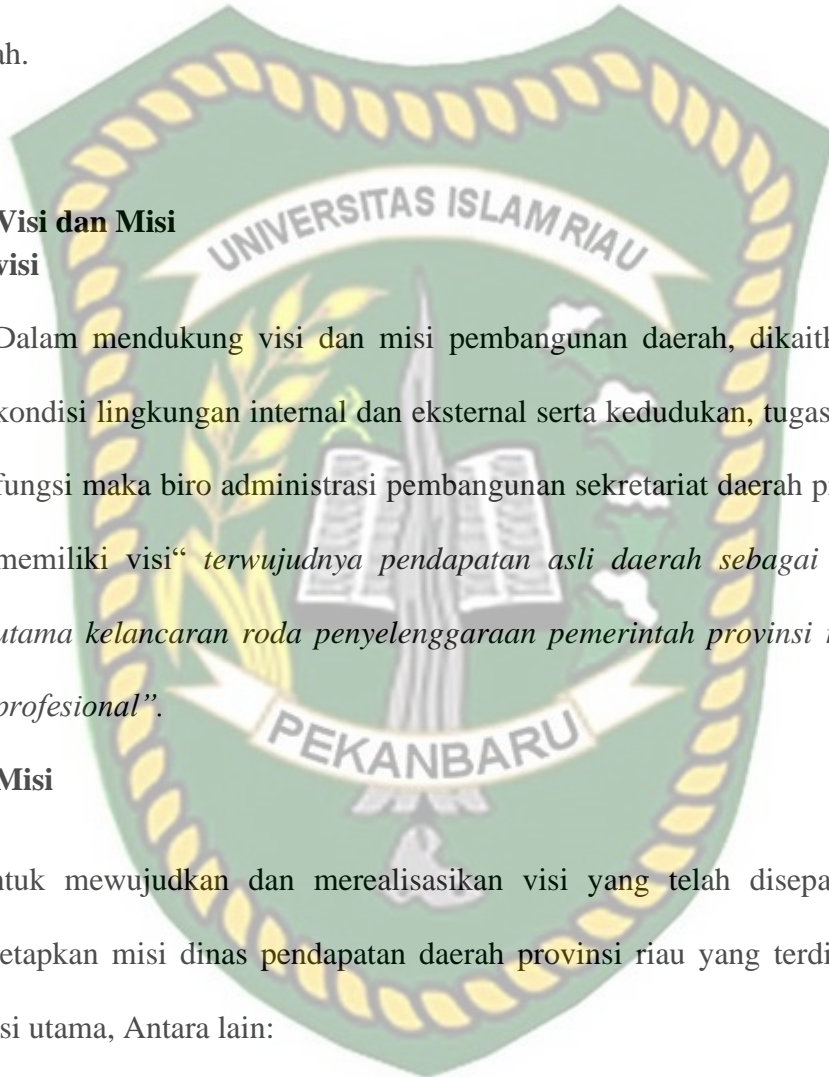 ah.
Visi dan Misi
visi
UNIVERSITAS ISLAM RIAU
Dalam mendukung visi dan misi pembangunan daerah, dikaitk
kondisi lingkungan internal dan eksternal serta kedudukan, tugas
fungsi maka biro administrasi pembangunan sekretariat daerah pr
memiliki visi“ terwujudnya pendapatan asli daerah sebagai
utama kelancaran roda penyelenggaraan pemerintah provinsi r
profesional”.
PEKANBARU
Misi
ntuk mewujudkan dan merealisasikan visi yang telah disepa
etapkan misi dinas pendapatan daerah provinsi riau yang terdi
si utama, Antara lain: